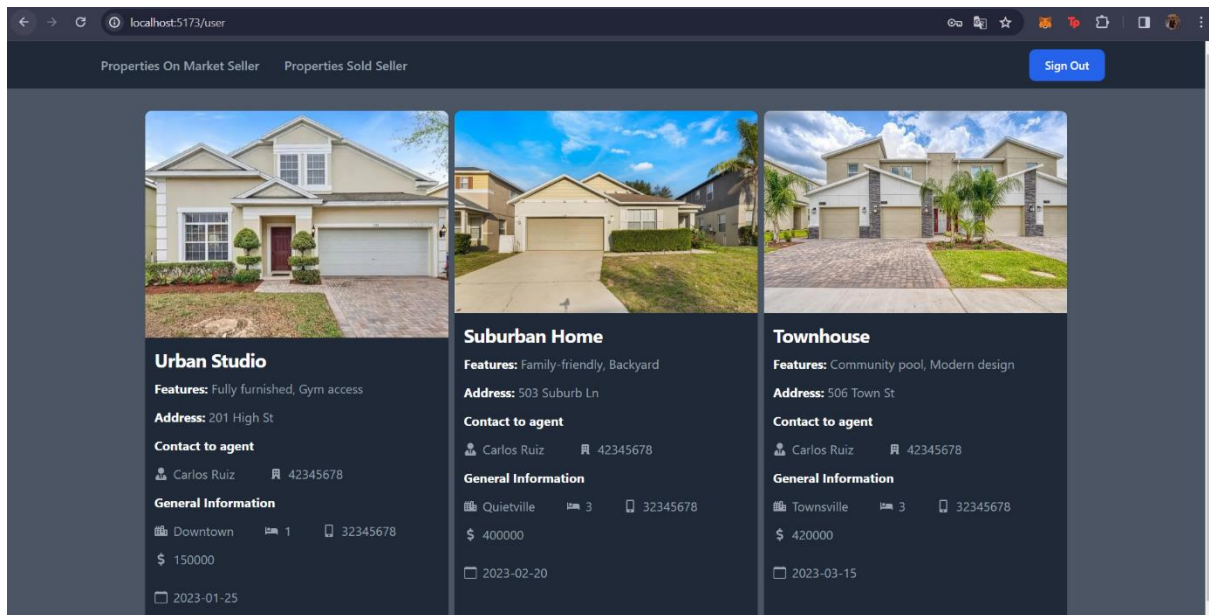 localhost:5173/user
Tp
Properties On Market Seller Properties Sold Seller Sign Out
Urban Studio
Features: Fully furnished, Gym access
Address: 201 High St
Contact to agent
Carlos Ruiz 42345678
General Information
Downtown 1 32345678
$ 150000
2023-01-25
Suburban Home
Features: Family-friendly, Backyard
Address: 503 Suburb Ln
Contact to agent
Carlos Ruiz 42345678
General Information
Quietville 3 32345678
$ 400000
2023-02-20
Townhouse
Features: Community pool, Modern design
Address: 506 Town St
Contact to agent
Carlos Ruiz 42345678
General Information
Townsville 3 32345678
$ 420000
2023-03-15